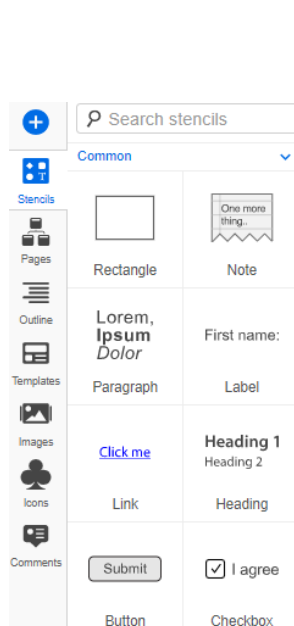 Search stencils
Common
Stencils
Pages
Outline
Templates
Images
Icons
Comments
One more
thing..
Rectangle
Note
Lorem,
Ipsum
Dolor
First name:
Paragraph
Label
Click me
Heading 1
Heading 2
Link
Heading
Submit
I agree
Button
Checkbox